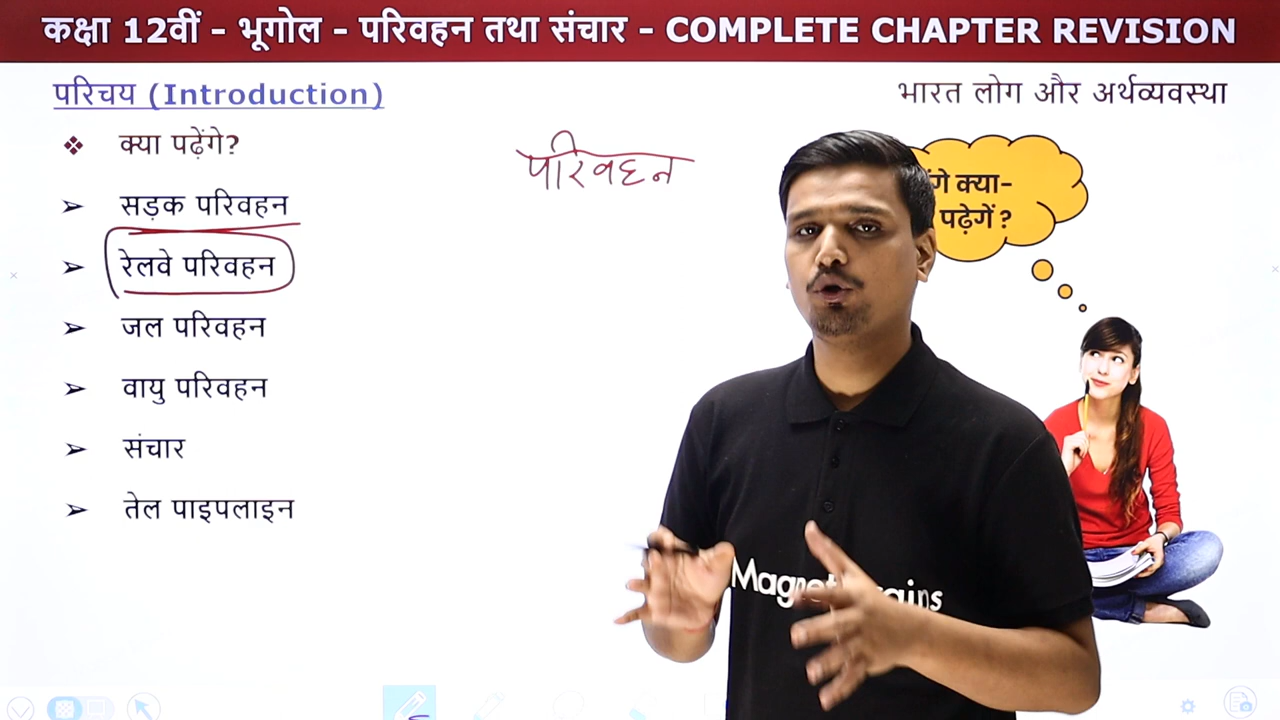 कक्षा 12वीं - भूगोल - परिवहन तथा संचार - COMPLETE CHAPTER REVISION
परिचय (Introduction)
भारत लोग और अर्थव्यवस्था
❖ क्या पढ़ेंगे?
परिवहन
क्या-
पढ़ेगें ?
➢ सड़क परिवहन
➢ रेलवे परिवहन
➢ जल परिवहन
➢ वायु परिवहन
➢ संचार
➢ तेल पाइपलाइन